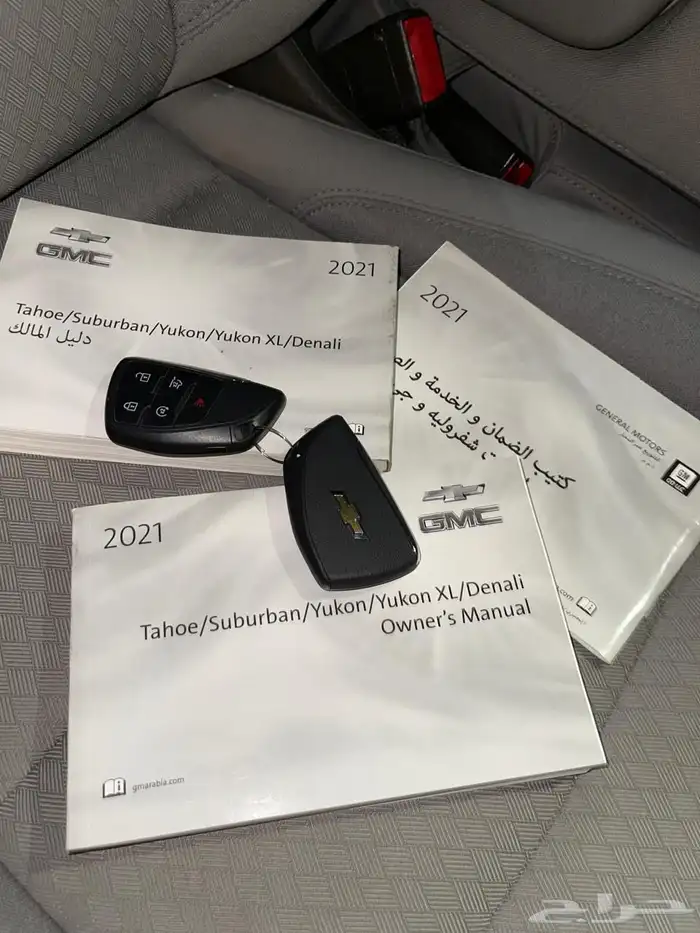 GMC
2021
Tahoe/Suburban/Yukon/Yukon XL/Denali
دليل المالك
2021
كتيب الضمان و الخدمة و
شفروليه و
GENERAL MOTORS
GMC
2021
GMC
Tahoe/Suburban/Yukon/Yukon XL/Denali
Owner's Manual
gmarabia.com
حراج